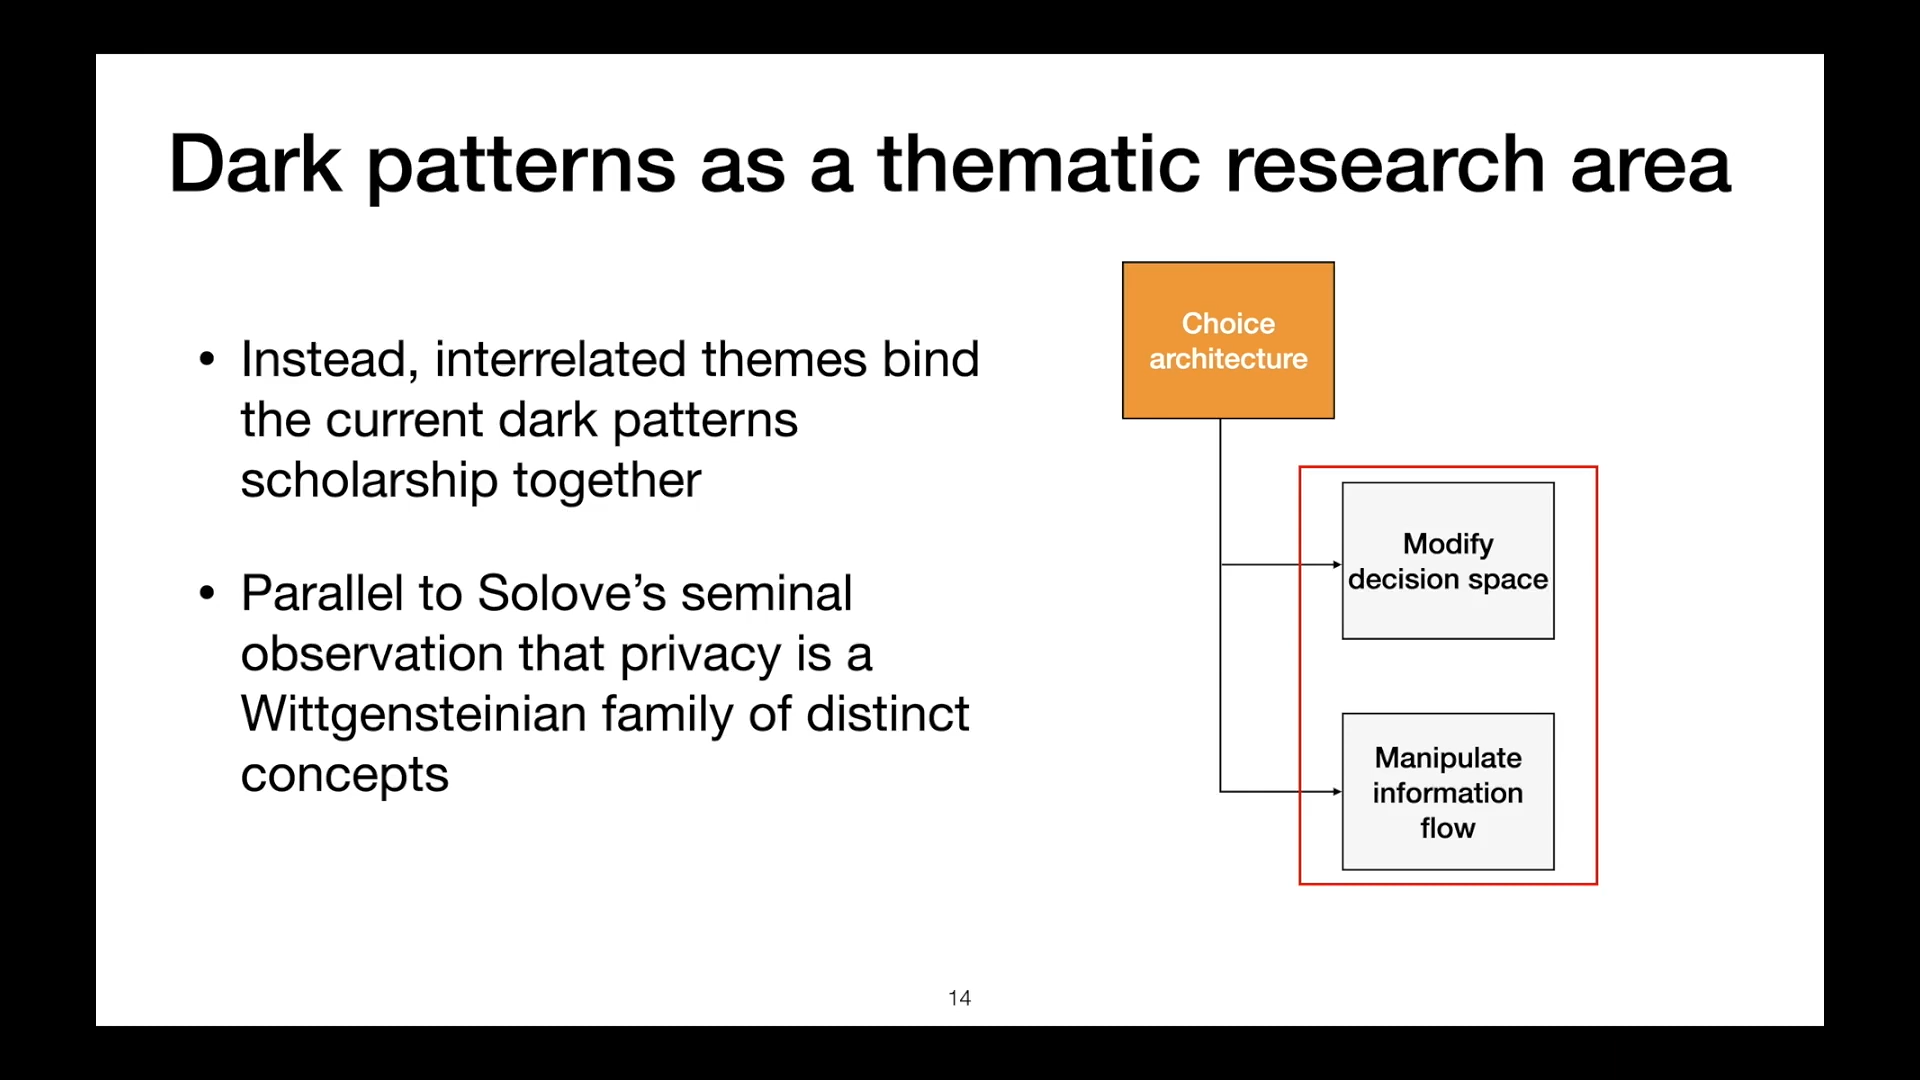 Dark patterns as a thematic research area
• Instead, interrelated themes bind
the current dark patterns
scholarship together
• Parallel to Solove’s seminal
observation that privacy is a
Wittgensteinian family of distinct
concepts
Choice
architecture
Modify
decision space
Manipulate
information
flow
14